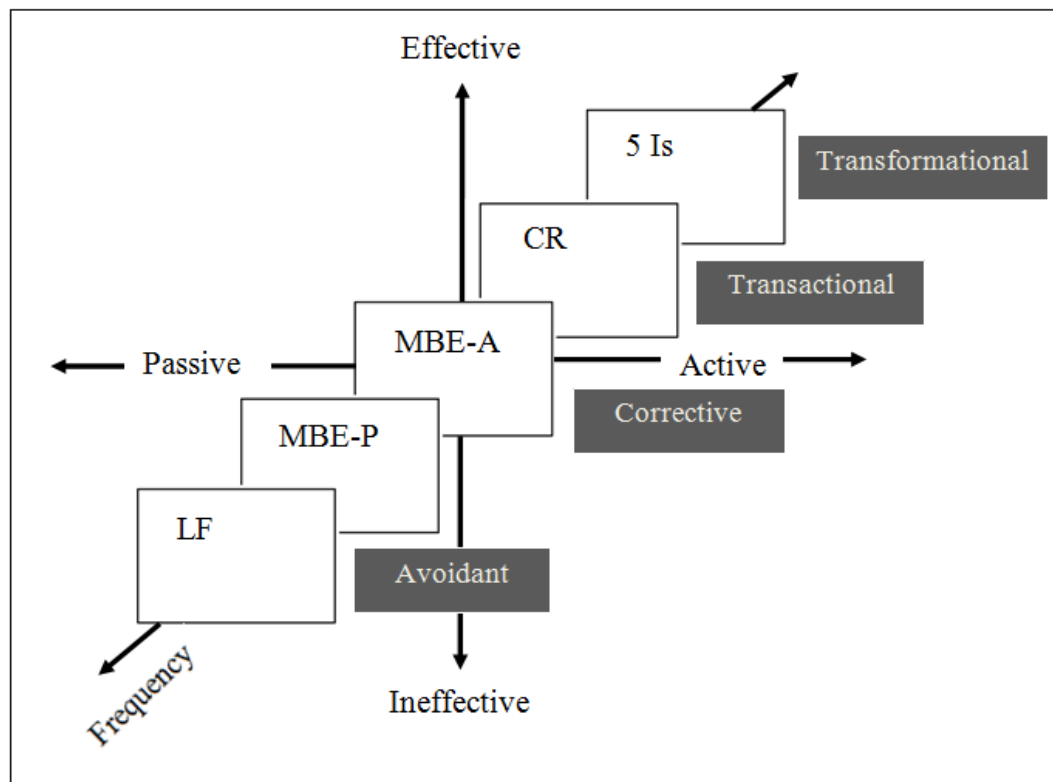 Effective
5 Is
Transformational
CR
Transactional
MBE-A
Passive
Active
Corrective
MBE-P
LF
Avoidant
Frequency
Ineffective